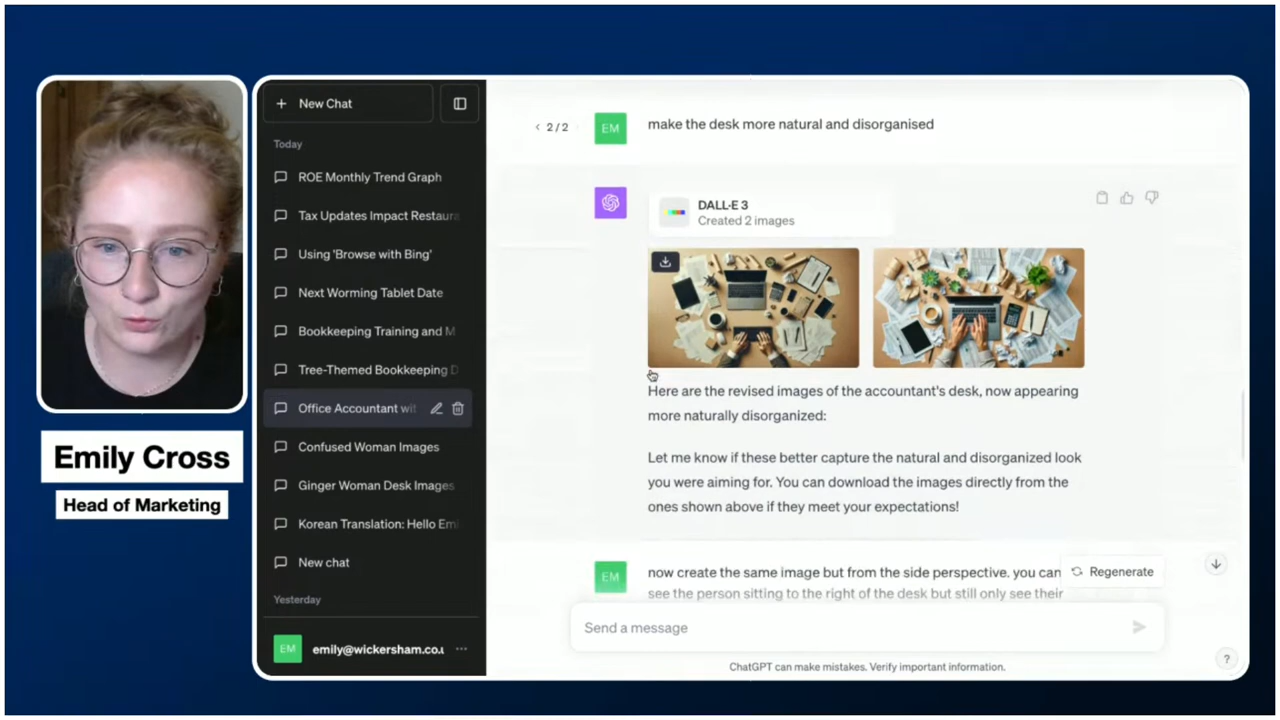 New Chat
Today
ROE Monthly Trend Graph
Tax Updates Impact Restaura
Using 'Browse with Bing'
Next Worming Tablet Date
Bookkeeping Training and M
Tree-Themed Bookkeeping D
Office Accountant wit
Confused Woman Images
Ginger Woman Desk Images
Korean Translation: Hello Em
New chat
Yesterday
EM
emily@wickersham.co.u
Emily Cross
Head of Marketing
< 2/2 >
EM
make the desk more natural and disorganised
DALL·E 3
Created 2 images
Here are the revised images of the accountant's desk, now appearing
more naturally disorganized:
Let me know if these better capture the natural and disorganized look
you were aiming for. You can download the images directly from the
ones shown above if they meet your expectations!
EM
now create the same image but from the side perspective. you can
see the person sitting to the right of the desk but still only see their
Regenerate
Send a message
ChatGPT can make mistakes. Verify important information.
?